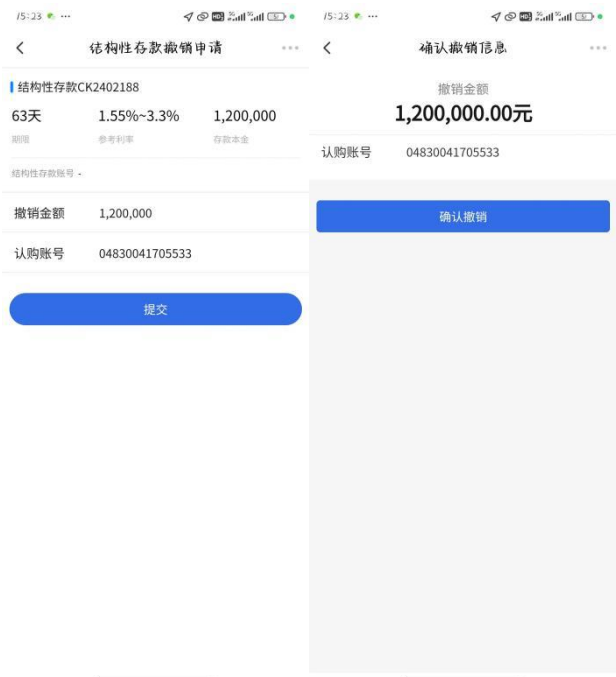 15:23
结构性存款撤销申请
结构性存款CK2402188
63天 1.55%~3.3% 1,200,000
期限 参考利率 存款本金
结构性存款账号 -
撤销金额 1,200,000
认购账号 04830041705533
提交
15:23
确认撤销信息
撤销金额
1,200,000.00元
认购账号 04830041705533
确认撤销